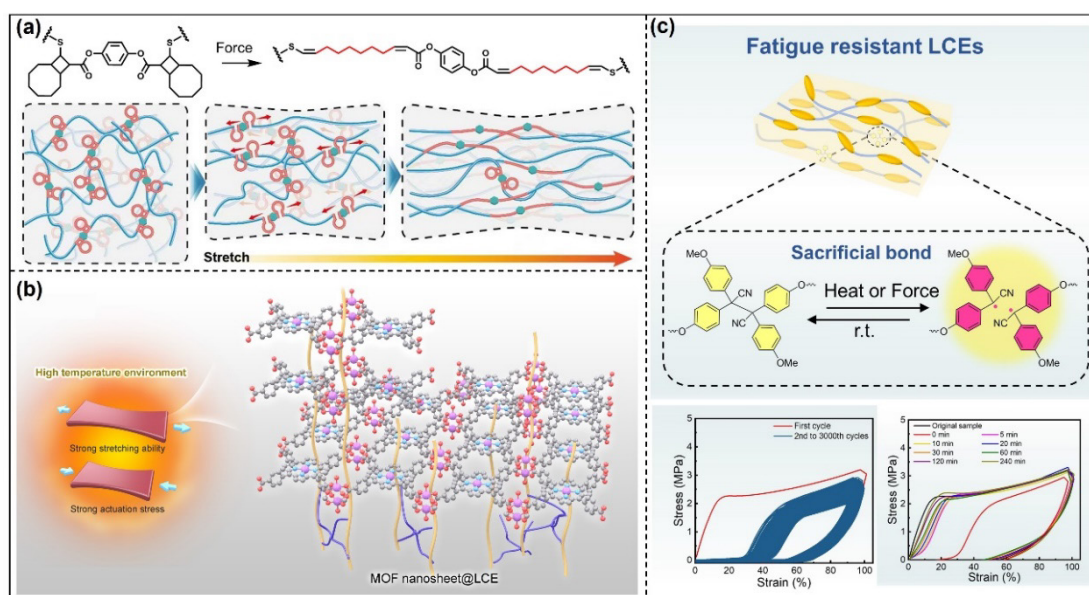 (a)
S
S
O
O
O
O
Force
S
O
O
O
O
S
Stretch
(b)
High temperature environment
Strong stretching ability
Strong actuation stress
MOF nanosheet@LCE
(c)
Fatigue resistant LCEs
Sacrificial bond
MeO
CN
O
O
NC
OMe
Heat or Force
r.t.
MeO
CN
O
O
NC
OMe
Stress (MPa)
5
4
3
2
1
0
First cycle
2nd to 3000th cycles
0 20 40 60 80 100
Strain (%)
Stress (MPa)
5
4
3
2
1
0
Original sample
0 min
10 min
30 min
120 min
5 min
20 min
60 min
240 min
0 20 40 60 80 100
Strain (%)